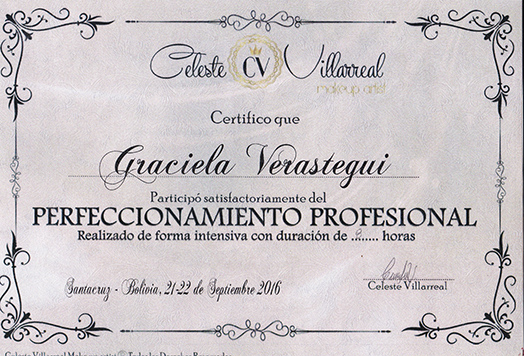 Celeste CV Villarreal
makeup artist
Certifico que
Graciela Verastegui
Participó satisfactoriamente del
PERFECCIONAMIENTO PROFESIONAL
Realizado de forma intensiva con duración de ........ horas
Santacruz - Bolivia, 21-22 de Septiembre 2016
Celeste Villarreal